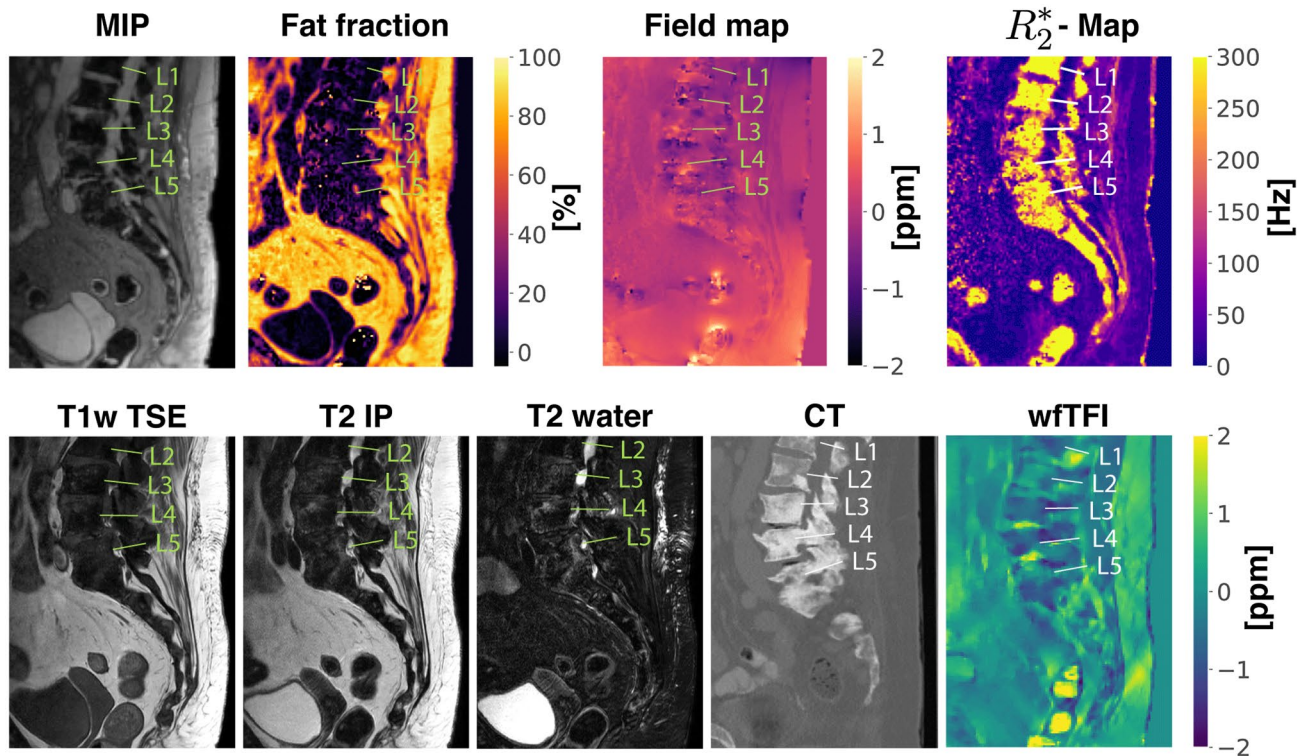 MIP
Fat fraction
Field map
R₂* - Map
L1
L2
L3
L4
L5
L1
L2
L3
L4
L5
100
80
60
40
20
0
[%]
L1
L2
L3
L4
L5
2
1
0
−1
−2
[ppm]
L1
L2
L3
L4
L5
300
250
200
150
100
50
0
[Hz]
T1w TSE
T2 IP
T2 water
CT
wfTFI
L2
L3
L4
L5
L2
L3
L4
L5
L2
L3
L4
L5
L1
L2
L3
L4
L5
L1
L2
L3
L4
L5
2
1
0
−1
−2
[ppm]